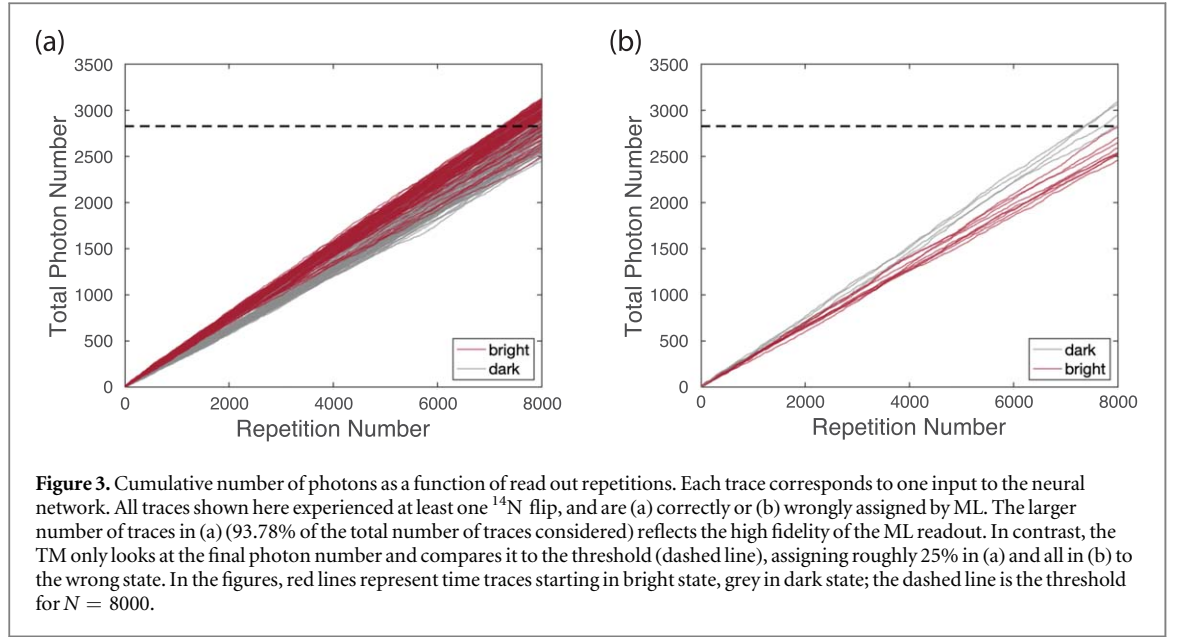 (a)
3500
3000
2500
2000
1500
1000
500
0
Total Photon Number
bright
dark
0 2000 4000 6000 8000
Repetition Number
(b)
3500
3000
2500
2000
1500
1000
500
0
Total Photon Number
dark
bright
0 2000 4000 6000 8000
Repetition Number
Figure 3. Cumulative number of photons as a function of read out repetitions. Each trace corresponds to one input to the neural
network. All traces shown here experienced at least one ¹⁴N flip, and are (a) correctly or (b) wrongly assigned by ML. The larger
number of traces in (a) (93.78% of the total number of traces considered) reflects the high fidelity of the ML readout. In contrast, the
TM only looks at the final photon number and compares it to the threshold (dashed line), assigning roughly 25% in (a) and all in (b) to
the wrong state. In the figures, red lines represent time traces starting in bright state, grey in dark state; the dashed line is the threshold
for N = 8000.